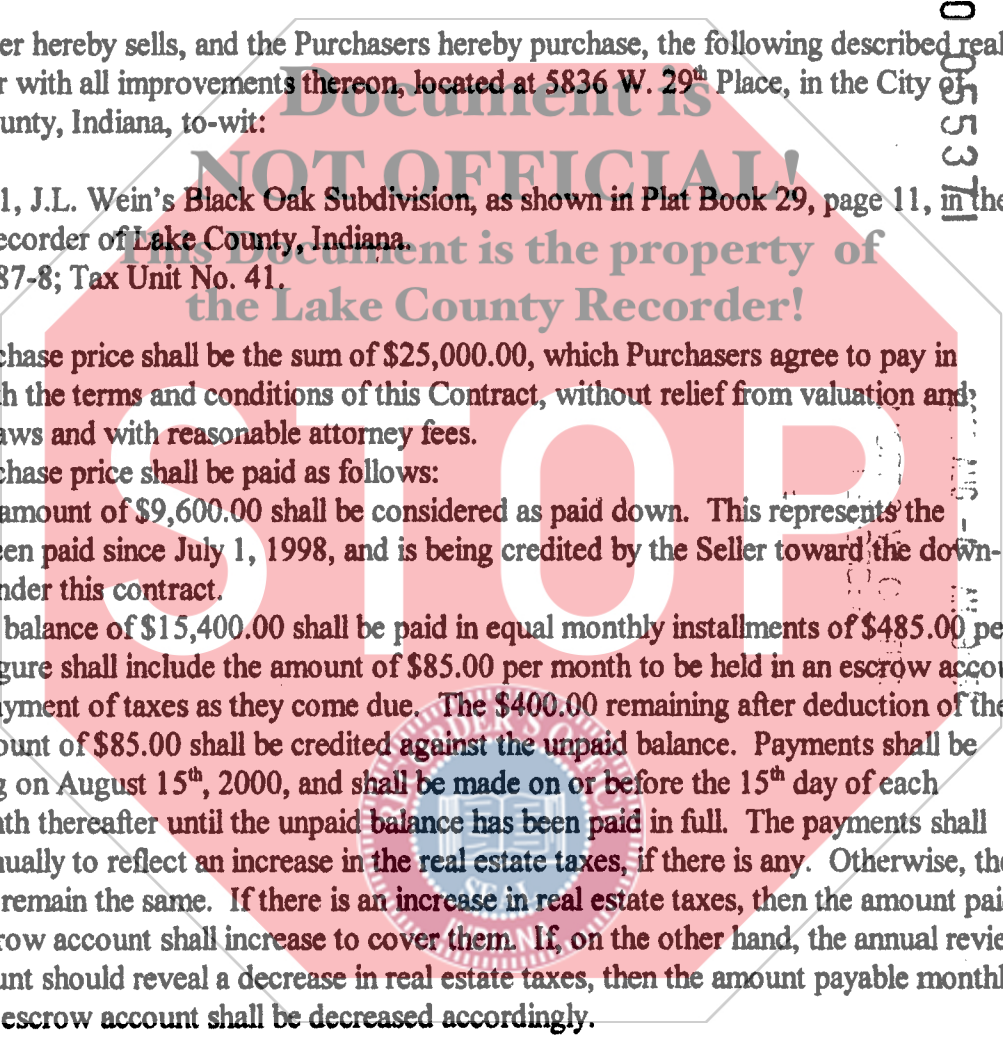 er hereby sells, and the Purchasers hereby purchase, the following described real
r with all improvements thereon, located at 5836 W. 29th Place, in the City of
Document is
unty, Indiana, to-wit:
NOT OFFICIAL!
1, J.L. Wein's Black Oak Subdivision, as shown in Plat Book 29, page 11, in the
ecorder of Lake County, Indiana.
This Document is the property of
87-8; Tax Unit No. 41.
the Lake County Recorder!
chase price shall be the sum of $25,000.00, which Purchasers agree to pay in
h the terms and conditions of this Contract, without relief from valuation and
aws and with reasonable attorney fees.
STOP
chase price shall be paid as follows:
amount of $9,600.00 shall be considered as paid down. This represents the
en paid since July 1, 1998, and is being credited by the Seller toward the down-
nder this contract.
balance of $15,400.00 shall be paid in equal monthly installments of $485.00 pe
gure shall include the amount of $85.00 per month to be held in an escrow accou
yment of taxes as they come due. The $400.00 remaining after deduction of the
ount of $85.00 shall be credited against the unpaid balance. Payments shall be
g on August 15th, 2000, and shall be made on or before the 15th day of each
nth thereafter until the unpaid balance has been paid in full. The payments shall
nually to reflect an increase in the real estate taxes, if there is any. Otherwise, the
remain the same. If there is an increase in real estate taxes, then the amount pai
row account shall increase to cover them. If, on the other hand, the annual revie
unt should reveal a decrease in real estate taxes, then the amount payable monthl
escrow account shall be decreased accordingly.
SEAL